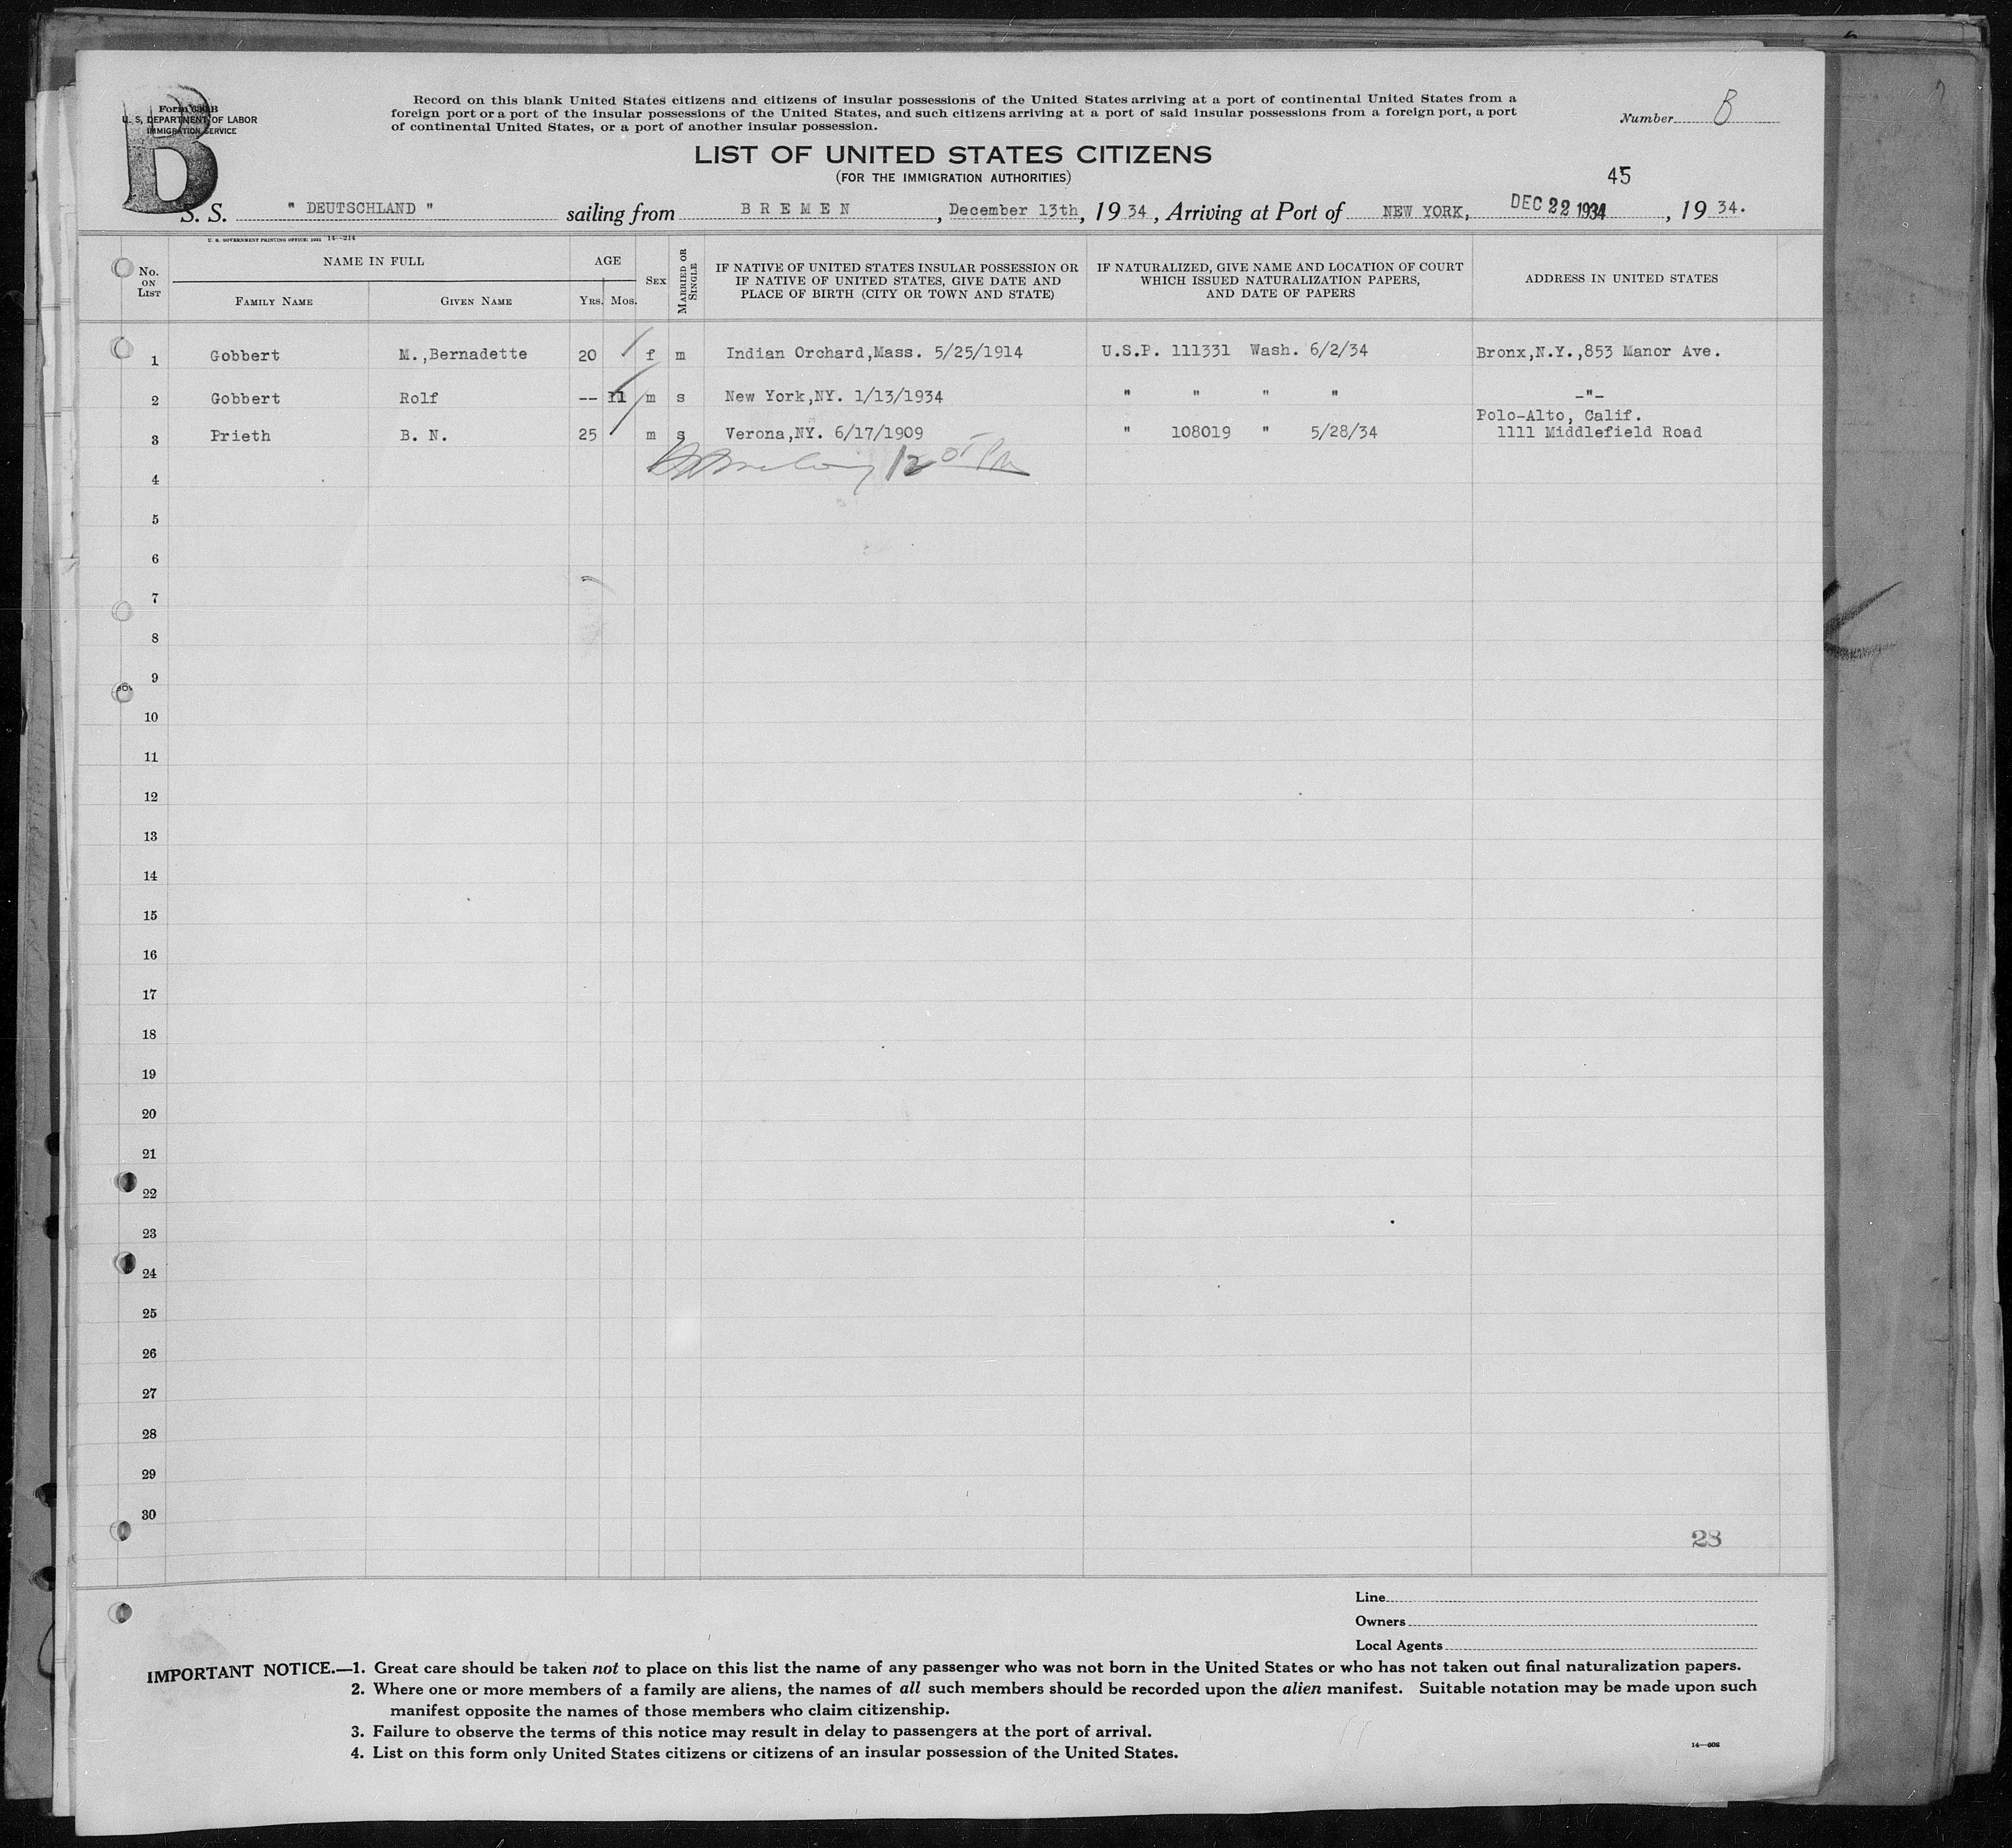 B
Form 630 B
U. S. DEPARTMENT OF LABOR
IMMIGRATION SERVICE
Record on this blank United States citizens and citizens of insular possessions of the United States arriving at a port of continental United States from a
foreign port or a port of the insular possessions of the United States, and such citizens arriving at a port of said insular possessions from a foreign port, a port
of continental United States, or a port of another insular possession.
Number B
LIST OF UNITED STATES CITIZENS
(FOR THE IMMIGRATION AUTHORITIES)
45
S. S. " DEUTSCHLAND " sailing from BREMEN, December 13th, 1934, Arriving at Port of NEW YORK, DEC 22 1934, 1934.
U. S. GOVERNMENT PRINTING OFFICE: 1931 14—214
No. ON LIST
NAME IN FULL
FAMILY NAME
GIVEN NAME
AGE
YRS. MOS.
SEX
MARRIED OR SINGLE
IF NATIVE OF UNITED STATES INSULAR POSSESSION OR
IF NATIVE OF UNITED STATES, GIVE DATE AND
PLACE OF BIRTH (CITY OR TOWN AND STATE)
IF NATURALIZED, GIVE NAME AND LOCATION OF COURT
WHICH ISSUED NATURALIZATION PAPERS,
AND DATE OF PAPERS
ADDRESS IN UNITED STATES
1 Gobbert M.,Bernadette 20 f m Indian Orchard,Mass. 5/25/1914 U.S.P. 111331 Wash. 6/2/34 Bronx,N.Y.,853 Manor Ave.
2 Gobbert Rolf -- 11 m s New York,NY. 1/13/1934 " " " " -"-
Polo-Alto, Calif.
3 Prieth B. N. 25 m s Verona,NY. 6/17/1909 " 108019 " 5/28/34 1111 Middlefield Road
4
5
6
7
8
9
10
11
12
13
14
15
16
17
18
19
20
21
22
23
24
25
26
27
28
29
30
28
Line
Owners
Local Agents
IMPORTANT NOTICE.—1. Great care should be taken not to place on this list the name of any passenger who was not born in the United States or who has not taken out final naturalization papers.
2. Where one or more members of a family are aliens, the names of all such members should be recorded upon the alien manifest. Suitable notation may be made upon such
manifest opposite the names of those members who claim citizenship.
3. Failure to observe the terms of this notice may result in delay to passengers at the port of arrival.
4. List on this form only United States citizens or citizens of an insular possession of the United States.
14—608